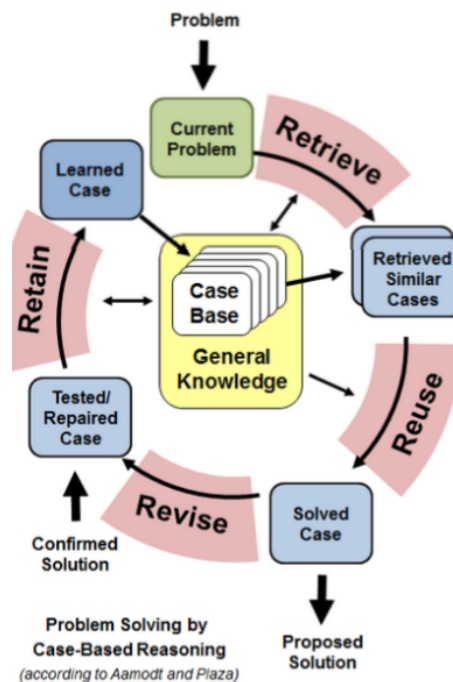 Problem
Current
Problem
Retrieve
Learned
Case
Retrieved
Similar
Cases
Case
Base
General
Knowledge
Retain
Reuse
Tested/
Repaired
Case
Revise
Solved
Case
Confirmed
Solution
Proposed
Solution
Problem Solving by
Case-Based Reasoning
(according to Aamodt and Plaza)